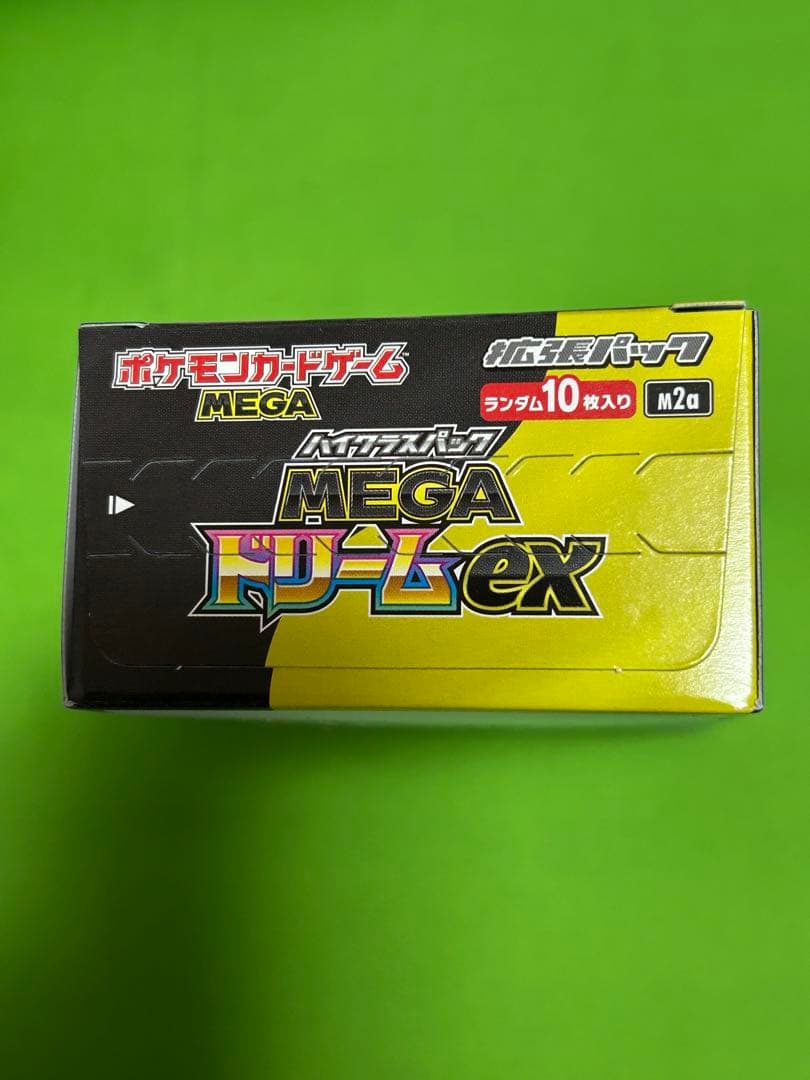 ポケモンカードゲーム™
MEGA
拡張パック
ランダム10枚入り
M2a
ハイクラスパック
MEGA
ドリームex